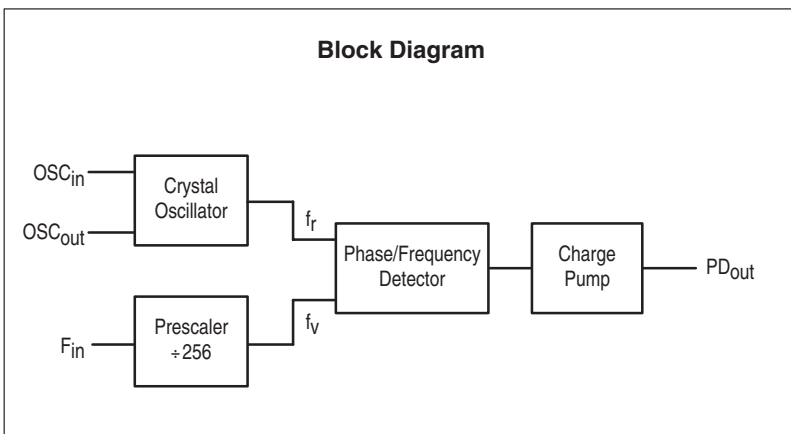 Block Diagram
OSCin
OSCout
Crystal
Oscillator
fr
Phase/Frequency
Detector
Charge
Pump
PDout
Fin
Prescaler
÷256
fv